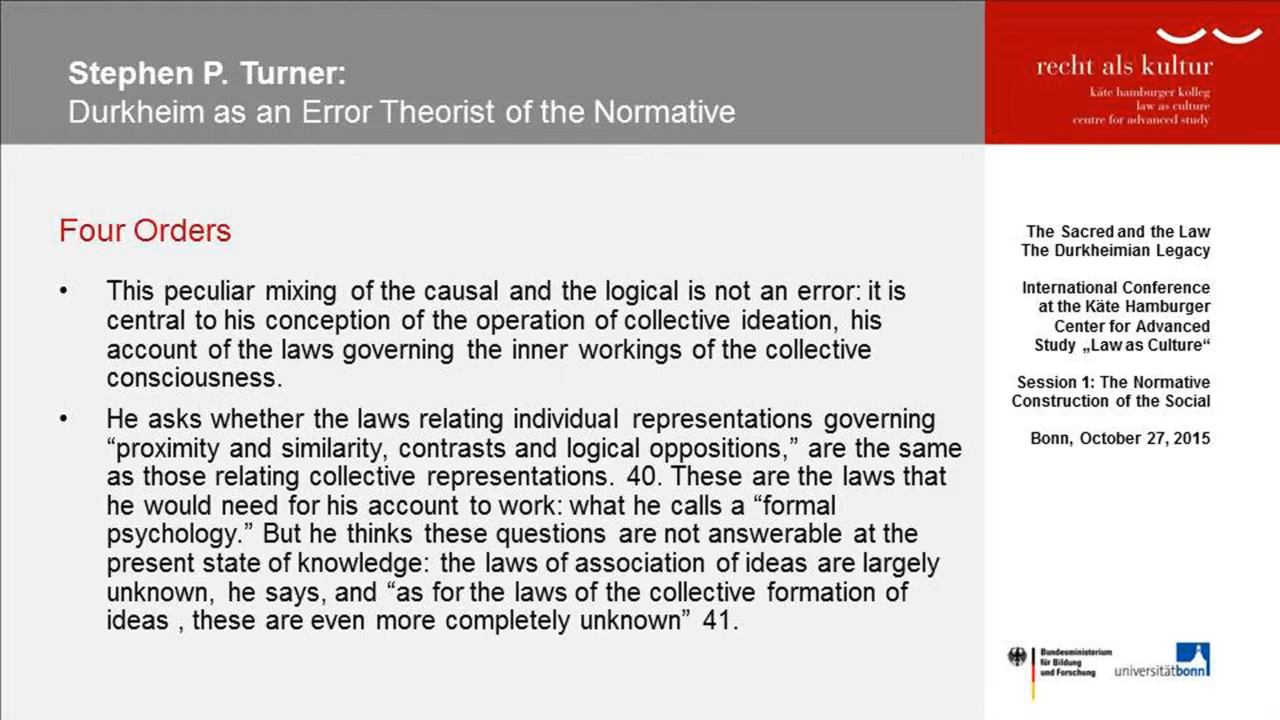 Stephen P. Turner:
Durkheim as an Error Theorist of the Normative
recht als kultur
käte hamburger kolleg
law as culture
centre for advanced study
Four Orders
• This peculiar mixing of the causal and the logical is not an error: it is
central to his conception of the operation of collective ideation, his
account of the laws governing the inner workings of the collective
consciousness.
• He asks whether the laws relating individual representations governing
“proximity and similarity, contrasts and logical oppositions,” are the same
as those relating collective representations. 40. These are the laws that
he would need for his account to work: what he calls a “formal
psychology.” But he thinks these questions are not answerable at the
present state of knowledge: the laws of association of ideas are largely
unknown, he says, and “as for the laws of the collective formation of
ideas , these are even more completely unknown” 41.
The Sacred and the Law
The Durkheimian Legacy
International Conference
at the Käte Hamburger
Center for Advanced
Study „Law as Culture“
Session 1: The Normative
Construction of the Social
Bonn, October 27, 2015
Bundesministerium
für Bildung
und Forschung
universitätbonn